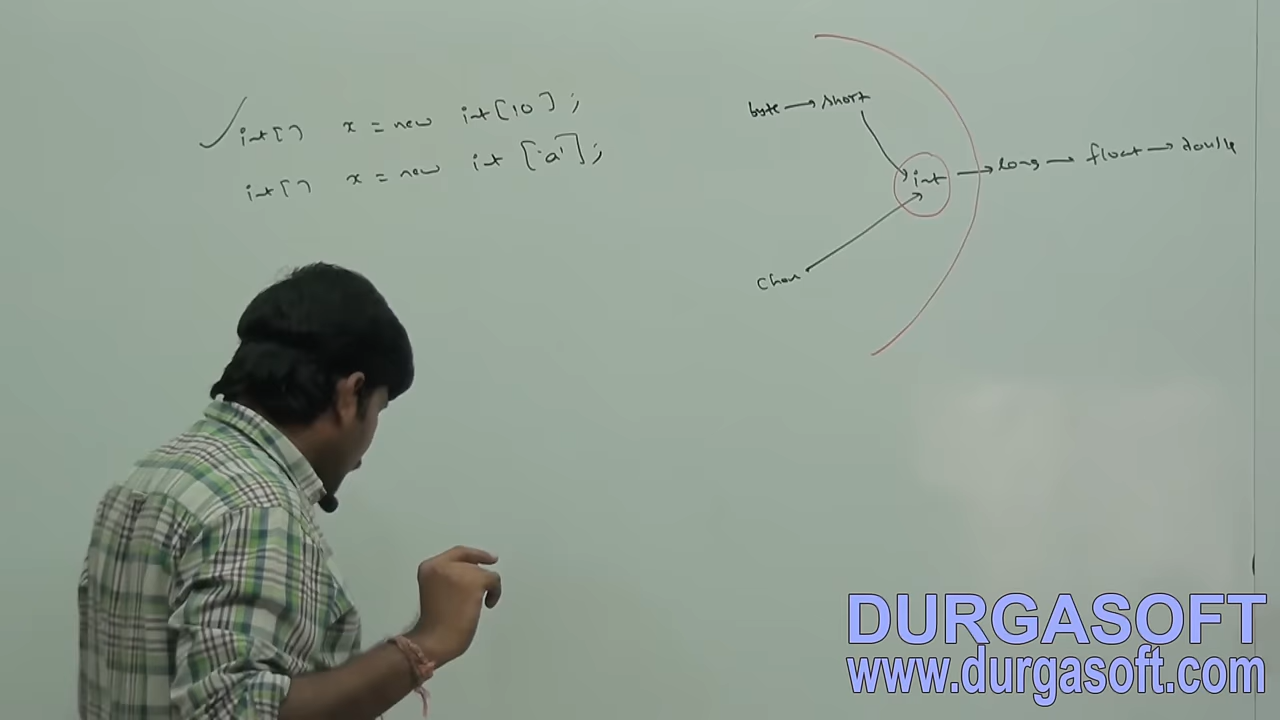 int[] x = new int[10];
int[] x = new int ['a'];
byte → short
int → long → float → double
char
DURGASOFT
www.durgasoft.com